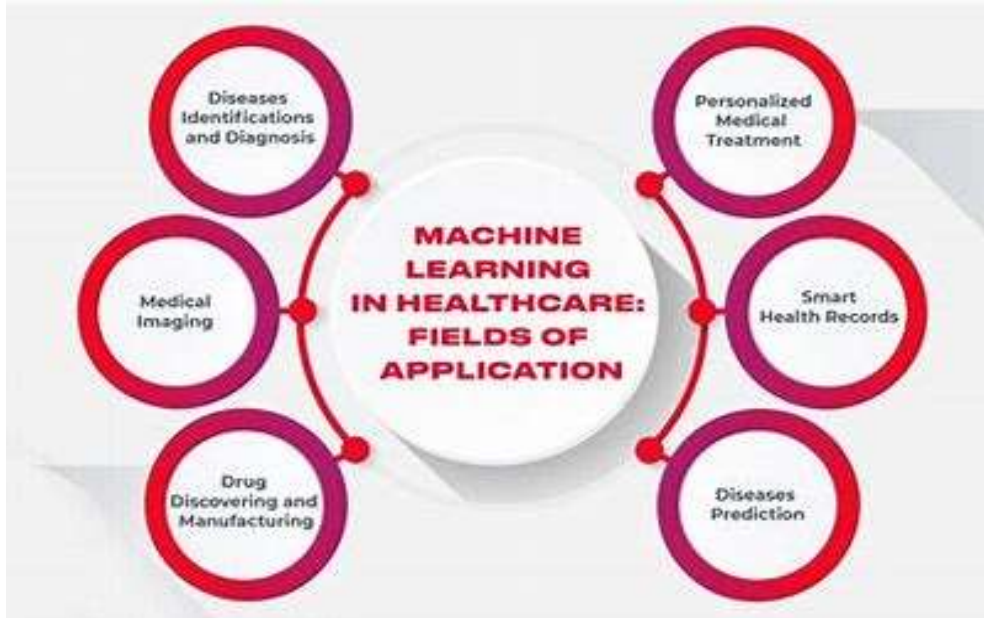 Diseases
Identifications
and Diagnosis
Medical
Imaging
Drug
Discovering and
Manufacturing
MACHINE
LEARNING
IN HEALTHCARE:
FIELDS OF
APPLICATION
Personalized
Medical
Treatment
Smart
Health Records
Diseases
Prediction